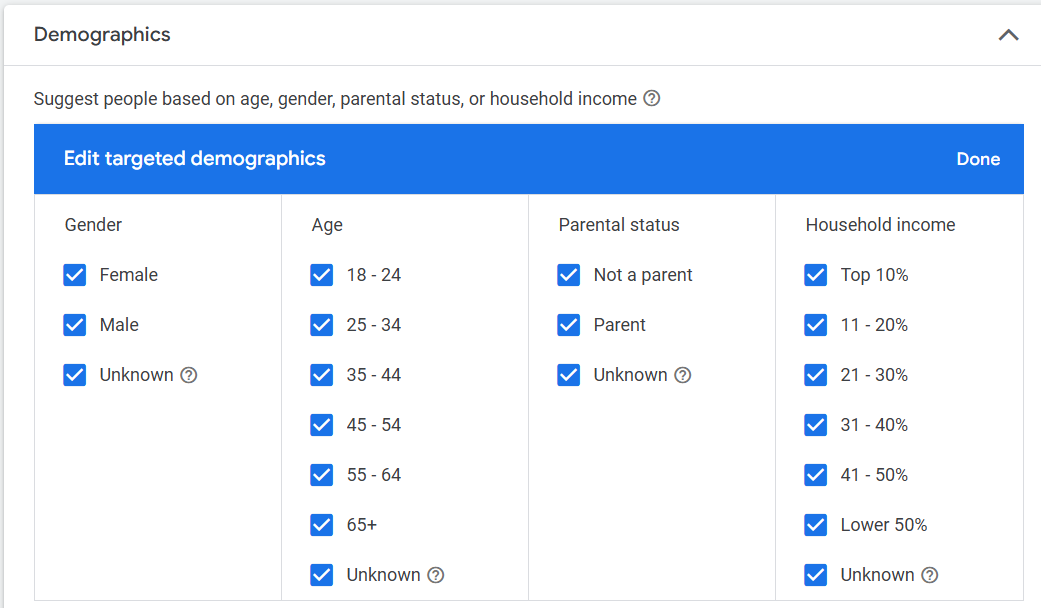 Demographics
Suggest people based on age, gender, parental status, or household income
Edit targeted demographics
Done
Gender
Female
Male
Unknown
Age
18 - 24
25 - 34
35 - 44
45 - 54
55 - 64
65+
Unknown
Parental status
Not a parent
Parent
Unknown
Household income
Top 10%
11 - 20%
21 - 30%
31 - 40%
41 - 50%
Lower 50%
Unknown